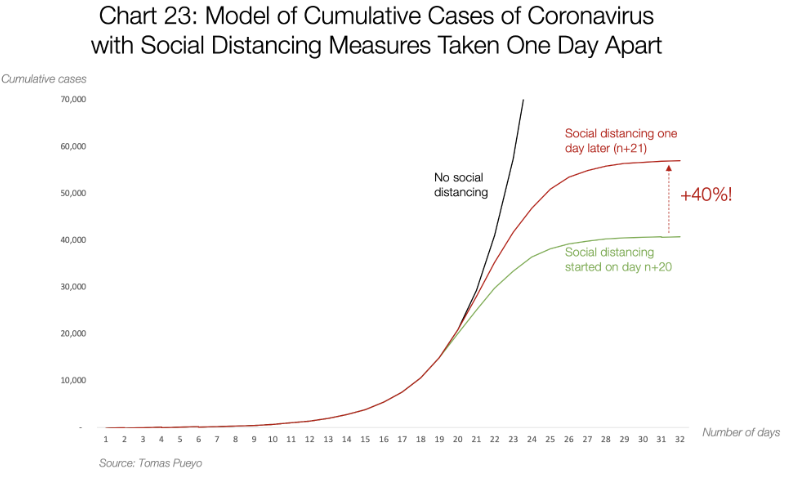 Chart 23: Model of Cumulative Cases of Coronavirus
with Social Distancing Measures Taken One Day Apart
Cumulative cases
70,000
60,000
50,000
40,000
30,000
20,000
10,000
-
No social
distancing
Social distancing one
day later (n+21)
+40%!
Social distancing
started on day n+20
1 2 3 4 5 6 7 8 9 10 11 12 13 14 15 16 17 18 19 20 21 22 23 24 25 26 27 28 29 30 31 32
Number of days
Source: Tomas Pueyo